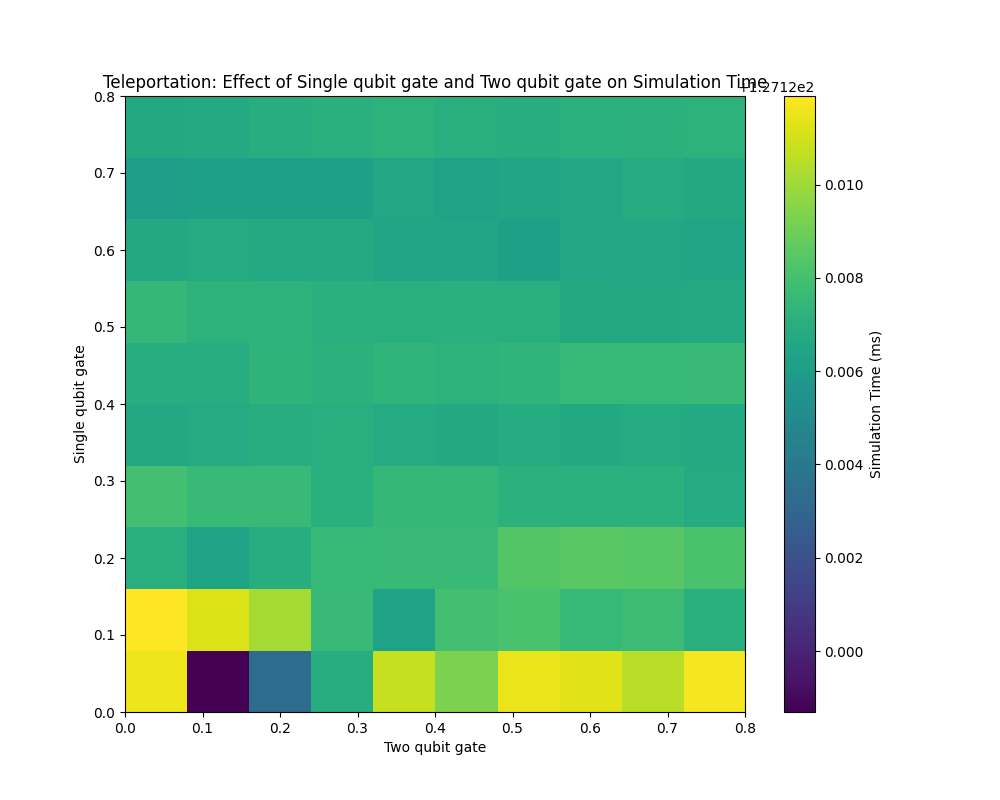 Teleportation: Effect of Single qubit gate and Two qubit gate on Simulation Time
+1.2712e2
0.8
0.7
0.6
0.5
0.4
0.3
0.2
0.1
0.0
Single qubit gate
0.0 0.1 0.2 0.3 0.4 0.5 0.6 0.7 0.8
Two qubit gate
0.010
0.008
0.006
0.004
0.002
0.000
Simulation Time (ms)